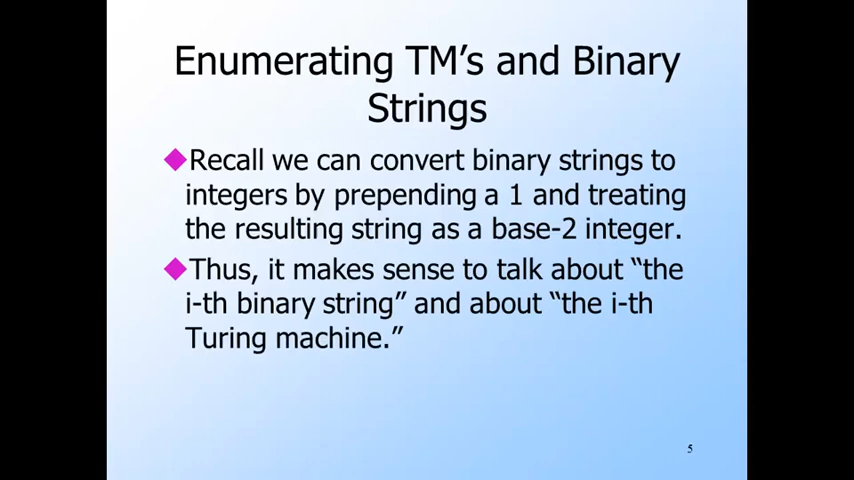 Enumerating TM’s and Binary
Strings
Recall we can convert binary strings to
integers by prepending a 1 and treating
the resulting string as a base-2 integer.
Thus, it makes sense to talk about “the
i-th binary string” and about “the i-th
Turing machine.”
5